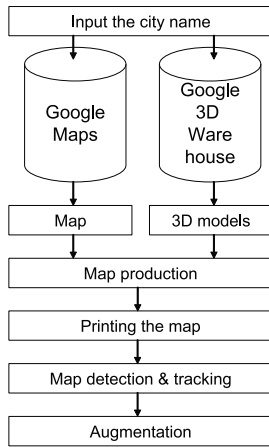 Input the city name
Google
Maps
Google
3D
Ware
house
Map
3D models
Map production
Printing the map
Map detection & tracking
Augmentation